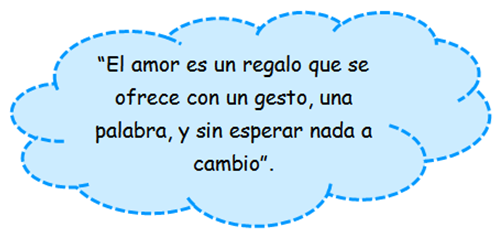 “El amor es un regalo que se
ofrece con un gesto, una
palabra, y sin esperar nada a
cambio”.